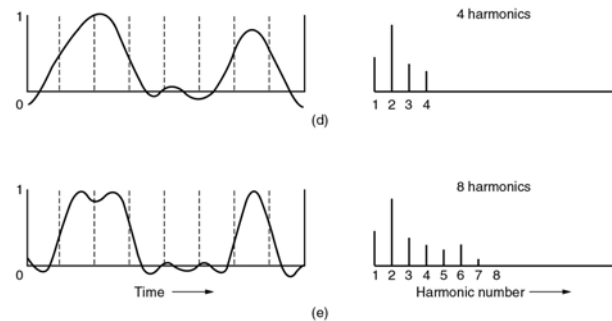 1
0
4 harmonics
1 2 3 4
(d)
1
0
Time
8 harmonics
1 2 3 4 5 6 7 8
Harmonic number
(e)